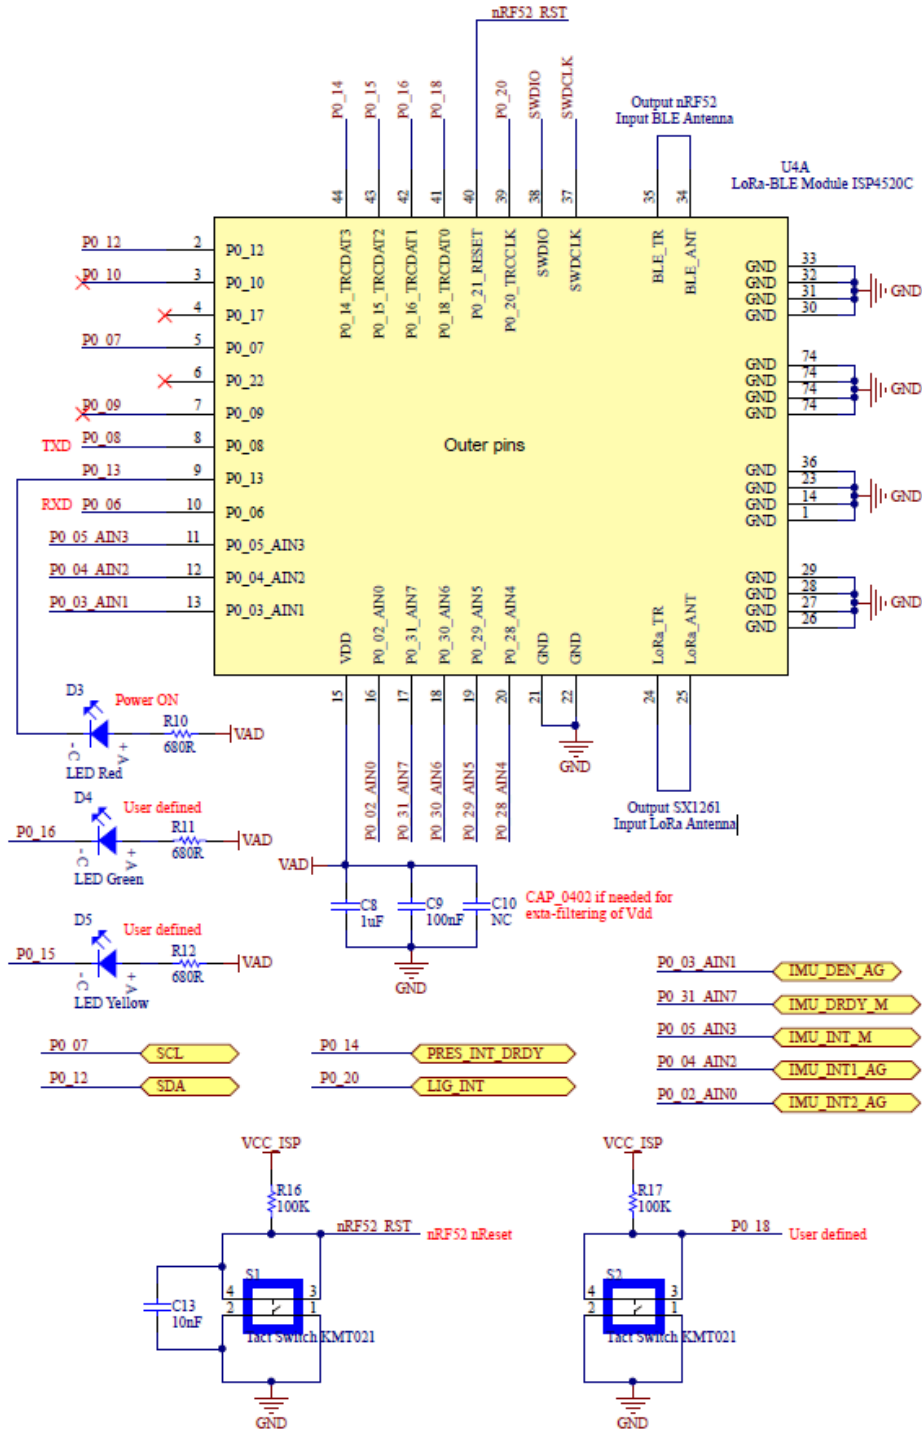 nRF52_RST
P0_14
P0_15
P0_16
P0_18
P0_20
SWDIO
SWDCLK
Output nRF52
Input BLE Antenna
U4A
LoRa-BLE Module ISP4520C
44
43
42
41
40
39
38
37
35
34
P0_14_TRCDAT3
P0_15_TRCDAT2
P0_16_TRCDAT1
P0_18_TRCDAT0
P0_21_RESET
P0_20_TRCCLK
SWDIO
SWDCLK
BLE_TR
BLE_ANT
P0_12 2 P0_12
P0_10 3 P0_10
4 P0_17
P0_07 5 P0_07
6 P0_22
P0_09 7 P0_09
TXD P0_08 8 P0_08
P0_13 9 P0_13
RXD P0_06 10 P0_06
P0_05_AIN3 11 P0_05_AIN3
P0_04_AIN2 12 P0_04_AIN2
P0_03_AIN1 13 P0_03_AIN1
Outer pins
GND 33
GND 32
GND 31
GND 30
GND
GND 74
GND 74
GND 74
GND 74
GND
GND 36
GND 23
GND 14
GND 1
GND
GND 29
GND 28
GND 27
GND 26
GND
VDD
P0_02_AIN0
P0_31_AIN7
P0_30_AIN6
P0_29_AIN5
P0_28_AIN4
GND
GND
LoRa_TR
LoRa_ANT
15
16
17
18
19
20
21
22
24
25
P0_02_AIN0
P0_31_AIN7
P0_30_AIN6
P0_29_AIN5
P0_28_AIN4
GND
Output SX1261
Input LoRa Antenna
D3
Power ON
R10
680R
VAD
-C
+A
LED Red
D4
User defined
P0_16
R11
680R
VAD
-C
+A
LED Green
D5
User defined
P0_15
R12
680R
VAD
-C
+A
LED Yellow
VAD
C8
1uF
C9
100nF
C10
NC
CAP_0402 if needed for
exta-filtering of Vdd
GND
P0_03_AIN1 IMU_DEN_AG
P0_31_AIN7 IMU_DRDY_M
P0_05_AIN3 IMU_INT_M
P0_04_AIN2 IMU_INT1_AG
P0_02_AIN0 IMU_INT2_AG
P0_07 SCL
P0_12 SDA
P0_14 PRES_INT_DRDY
P0_20 LIG_INT
VCC_ISP
R16
100K
nRF52_RST
nRF52 nReset
S1
4 3
2 1
C13
10nF
Tact Switch KMT021
GND
VCC_ISP
R17
100K
P0_18
User defined
S2
4 3
2 1
Tact Switch KMT021
GND